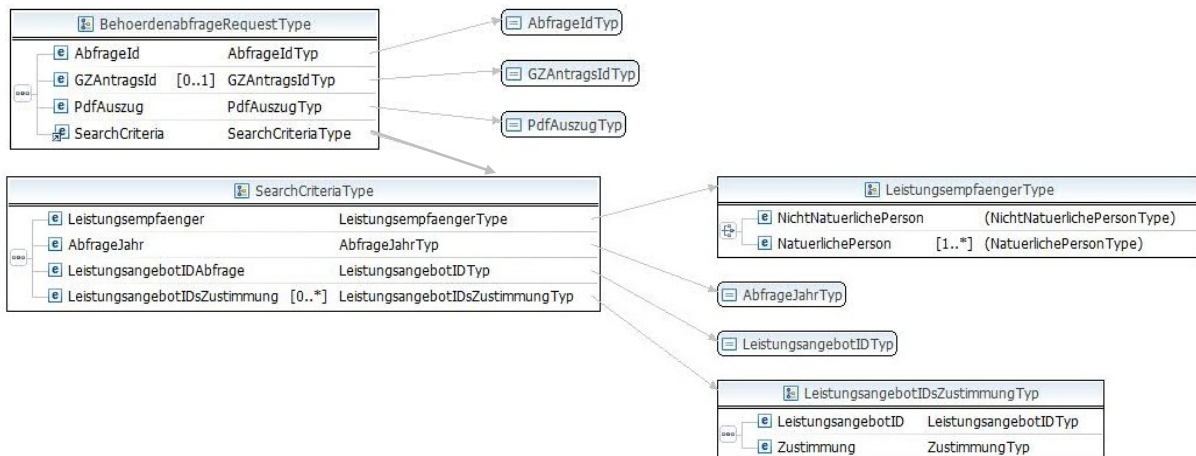 BehoerdenabfrageRequestType
AbfrageId AbfrageIdTyp
GZAntragsId [0..1] GZAntragsIdTyp
PdfAuszug PdfAuszugTyp
SearchCriteria SearchCriteriaType
AbfrageIdTyp
GZAntragsIdTyp
PdfAuszugTyp
SearchCriteriaType
Leistungsempfaenger LeistungsempfaengerType
AbfrageJahr AbfrageJahrTyp
LeistungsangebotIDAbfrage LeistungsangebotIDTyp
LeistungsangebotIDsZustimmung [0..*] LeistungsangebotIDsZustimmungTyp
LeistungsempfaengerType
NichtNatuerlichePerson (NichtNatuerlichePersonType)
NatuerlichePerson [1..*] (NatuerlichePersonType)
AbfrageJahrTyp
LeistungsangebotIDTyp
LeistungsangebotIDsZustimmungTyp
LeistungsangebotID LeistungsangebotIDTyp
Zustimmung ZustimmungTyp